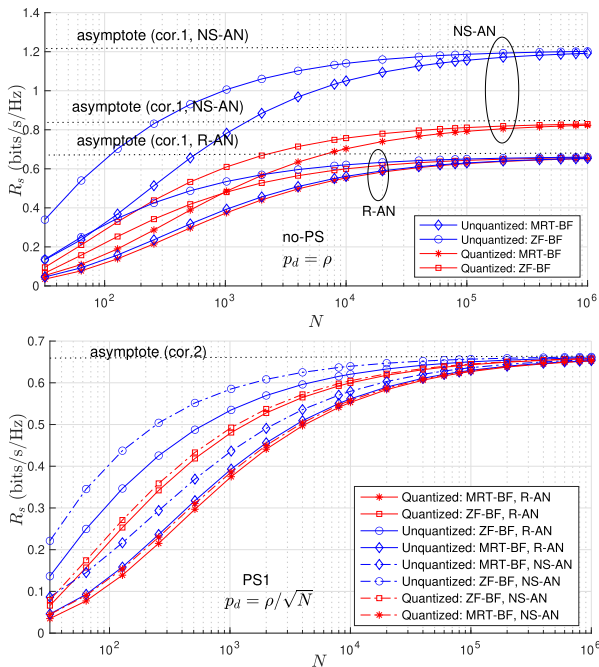 1.4
1.2
1
0.8
0.6
0.4
0.2
0
R_s (bits/s/Hz)
asymptote (cor.1, NS-AN)
NS-AN
asymptote (cor.1, NS-AN)
asymptote (cor.1, R-AN)
R-AN
no-PS
p_d = ρ
Unquantized: MRT-BF
Unquantized: ZF-BF
Quantized: MRT-BF
Quantized: ZF-BF
10^2 10^3 10^4 10^5 10^6
N
0.7
0.6
0.5
0.4
0.3
0.2
0.1
0
R_s (bits/s/Hz)
asymptote (cor.2)
PS1
p_d = ρ/√N
Quantized: MRT-BF, R-AN
Quantized: ZF-BF, R-AN
Unquantized: ZF-BF, R-AN
Unquantized: MRT-BF, R-AN
Unquantized: MRT-BF, NS-AN
Unquantized: ZF-BF, NS-AN
Quantized: ZF-BF, NS-AN
Quantized: MRT-BF, NS-AN
10^2 10^3 10^4 10^5 10^6
N